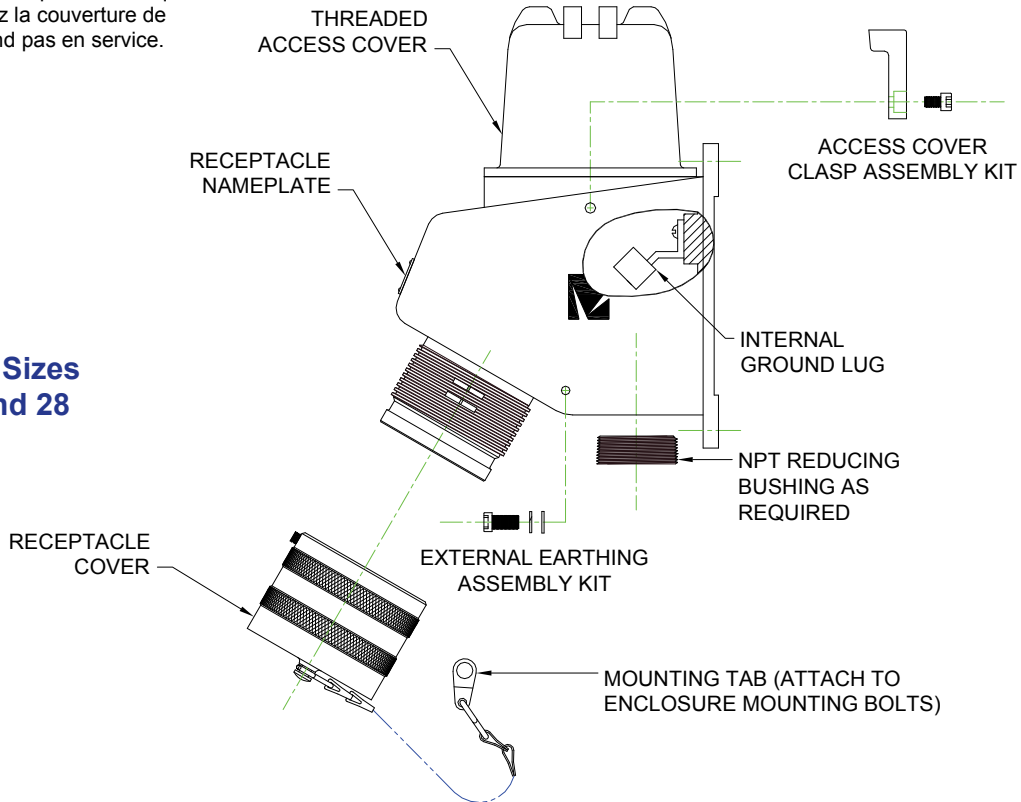 z la couverture de
nd pas en service.
THREADED
ACCESS COVER
ACCESS COVER
CLASP ASSEMBLY KIT
RECEPTACLE
NAMEPLATE
INTERNAL
GROUND LUG
Sizes
nd 28
NPT REDUCING
BUSHING AS
REQUIRED
RECEPTACLE
COVER
EXTERNAL EARTHING
ASSEMBLY KIT
MOUNTING TAB (ATTACH TO
ENCLOSURE MOUNTING BOLTS)